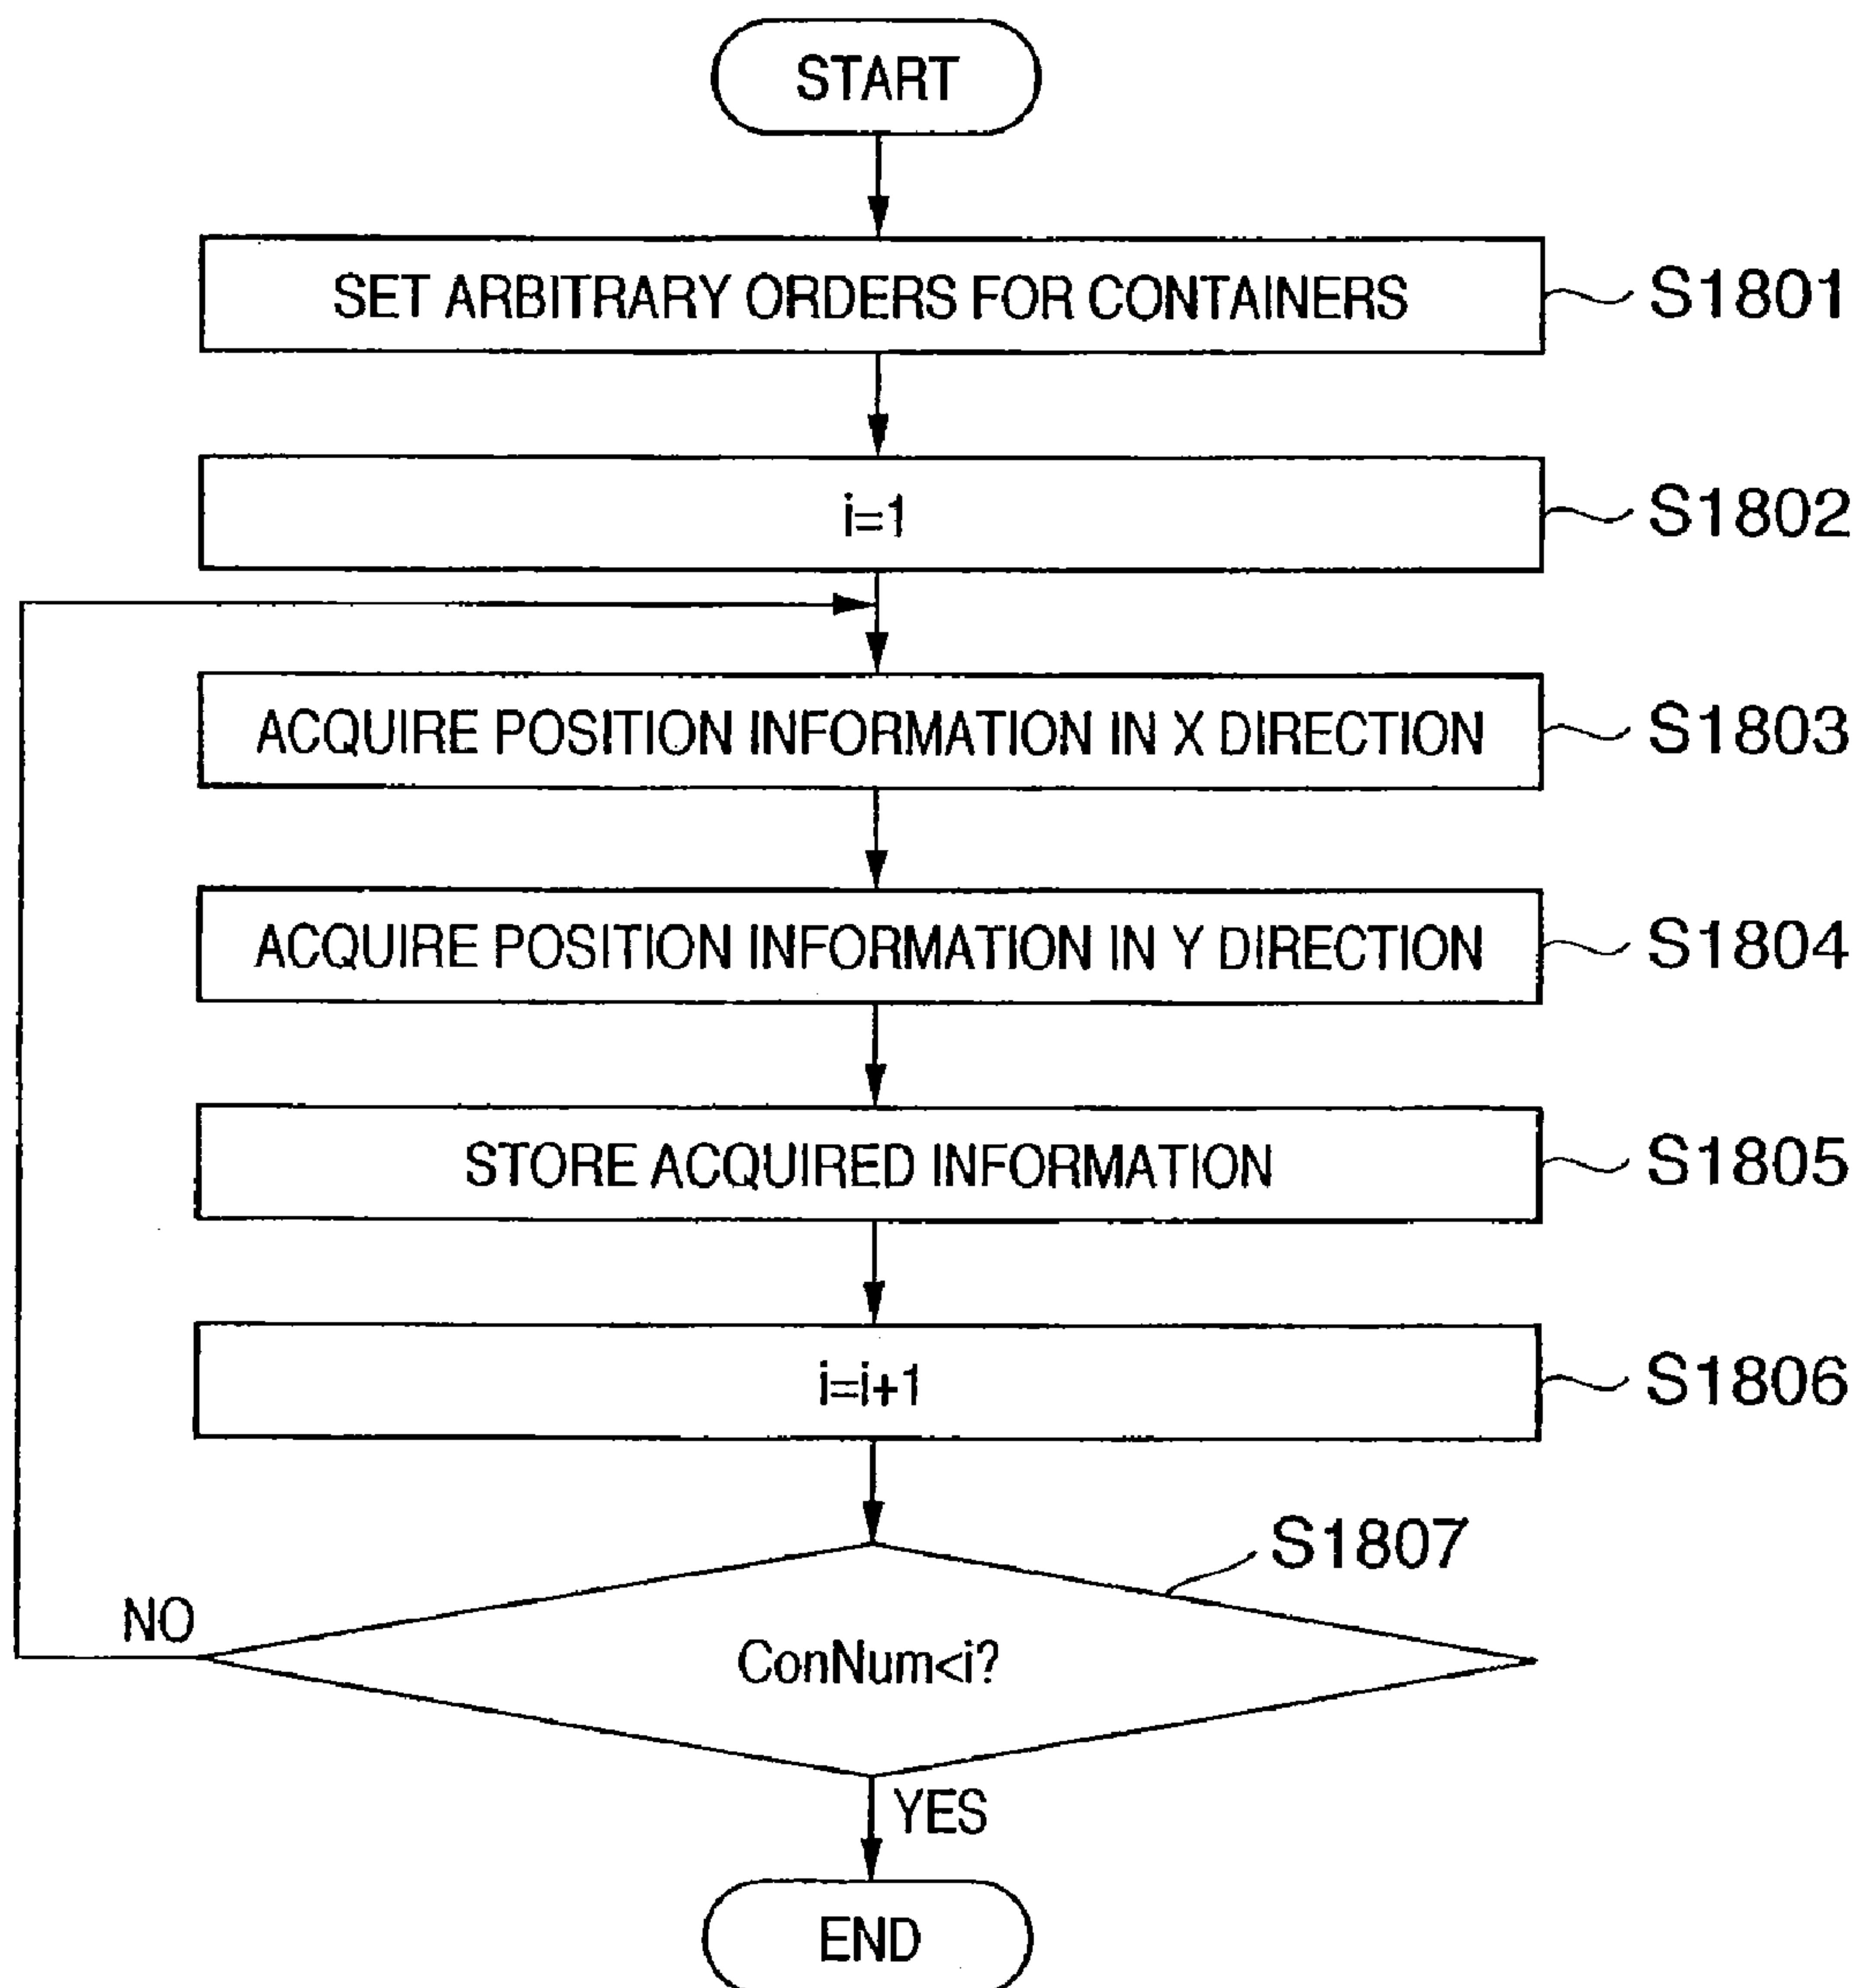 START
SET ARBITRARY ORDERS FOR CONTAINERS S1801
i=1 S1802
ACQUIRE POSITION INFORMATION IN X DIRECTION S1803
ACQUIRE POSITION INFORMATION IN Y DIRECTION S1804
STORE ACQUIRED INFORMATION S1805
i=i+1 S1806
S1807
NO
ConNum<i?
YES
END